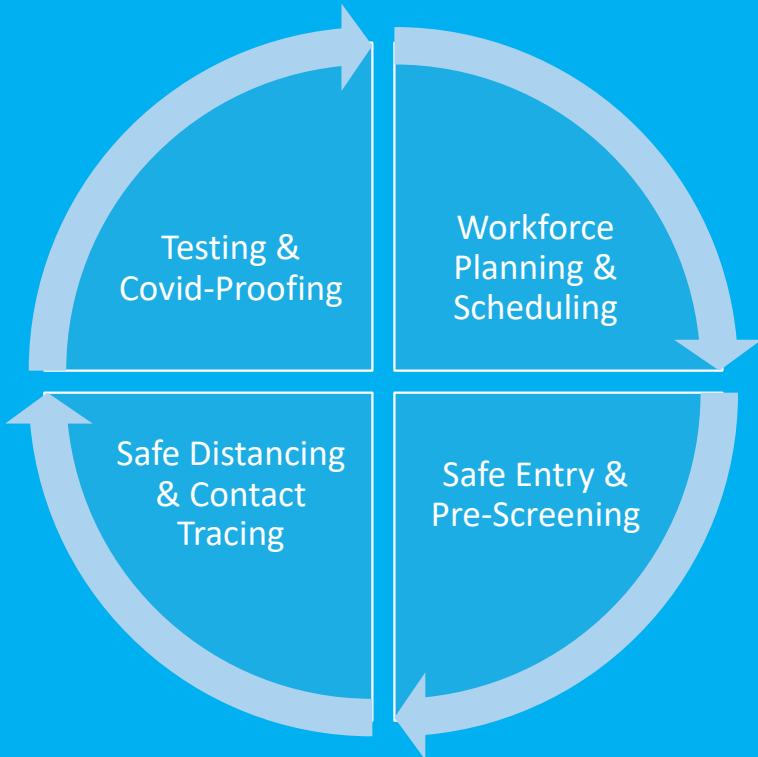 Testing &
Covid-Proofing
Workforce
Planning &
Scheduling
Safe Distancing
& Contact
Tracing
Safe Entry &
Pre-Screening